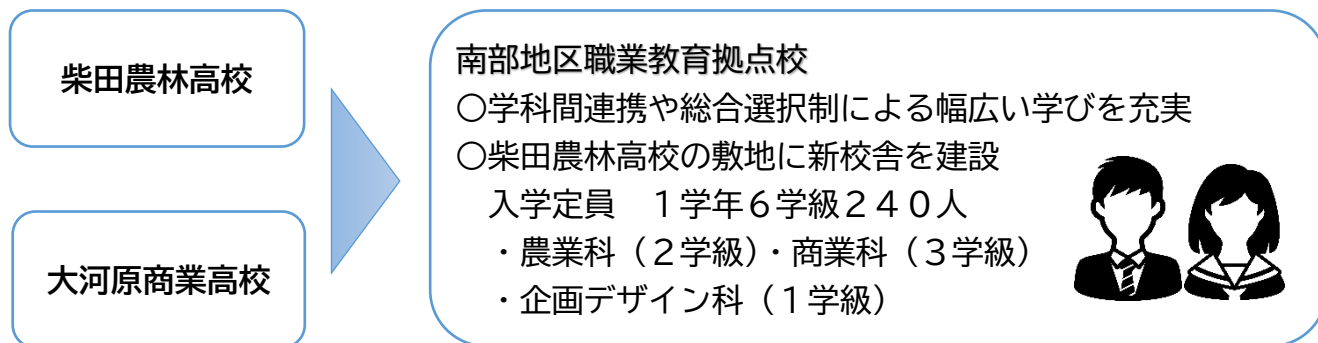 柴田農林高校
大河原商業高校
南部地区職業教育拠点校
○学科間連携や総合選択制による幅広い学びを充実
○柴田農林高校の敷地に新校舎を建設
入学定員　１学年６学級２４０人
・農業科（２学級）・商業科（３学級）
・企画デザイン科（１学級）